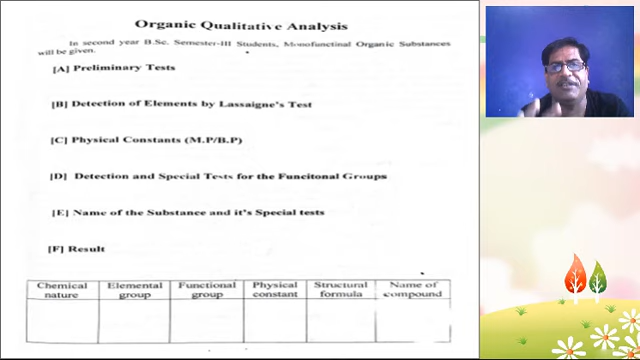 Organic Qualitative Analysis
In second year B.Sc. Semester-III Students, Monofunctinal Organic Substances
will be given.
[A] Preliminary Tests
[B] Detection of Elements by Lassaigne's Test
[C] Physical Constants (M.P/B.P)
[D] Detection and Special Tests for the Funcitonal Groups
[E] Name of the Substance and it's Special tests
[F] Result
Chemical nature
Elemental group
Functional group
Physical constant
Structural formula
Name of compound